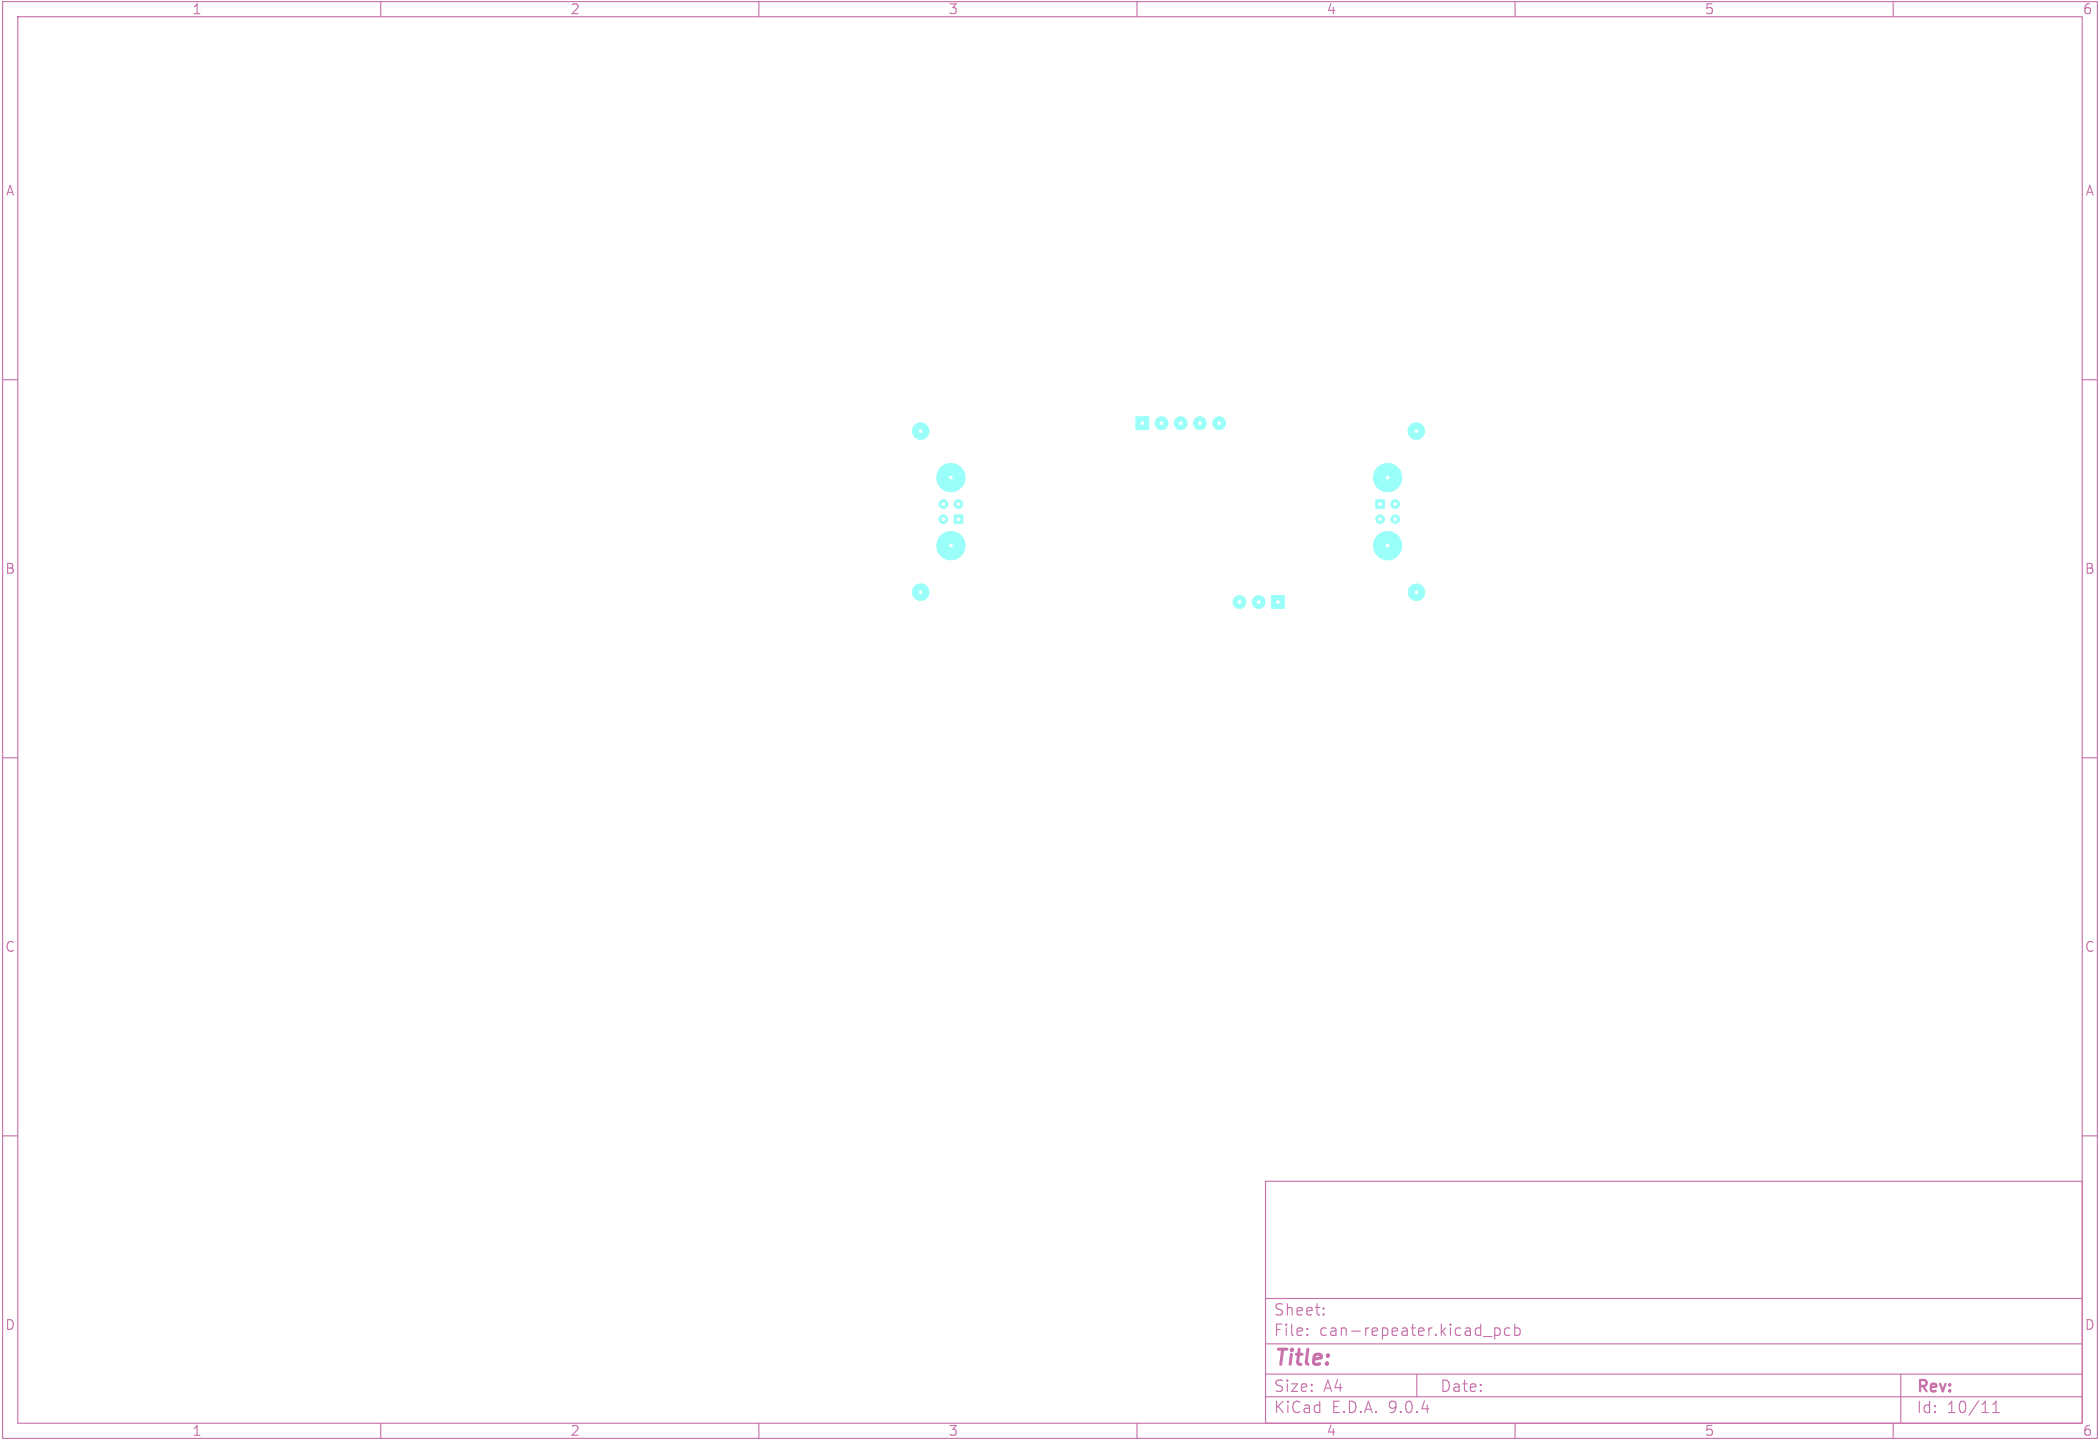 1 2 3 4 5 6
A A
B B
C C
Sheet:
File: can-repeater.kicad_pcb
D D
Title:
Size: A4 Date: Rev:
KiCad E.D.A. 9.0.4 Id: 10/11
1 2 3 4 5 6